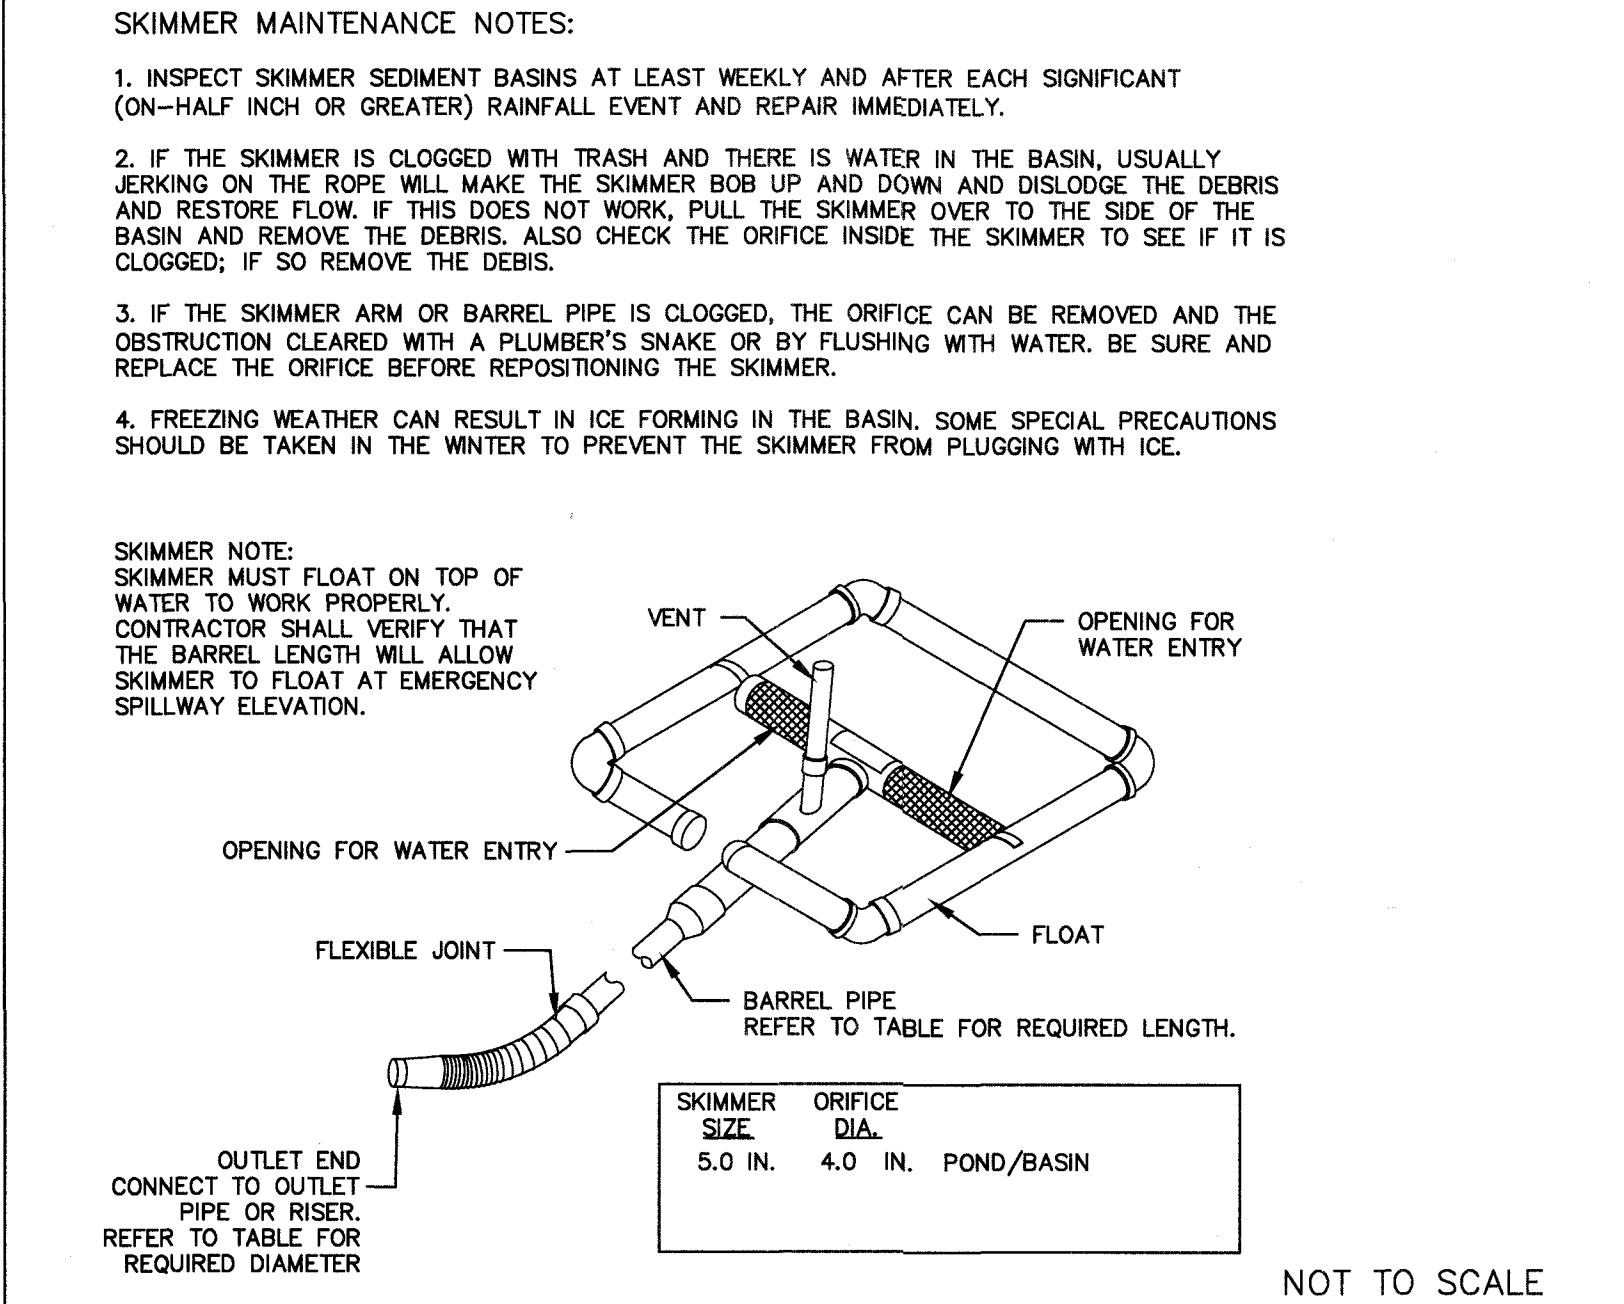 SKIMMER MAINTENANCE NOTES:
1. INSPECT SKIMMER SEDIMENT BASINS AT LEAST WEEKLY AND AFTER EACH SIGNIFICANT
(ON-HALF INCH OR GREATER) RAINFALL EVENT AND REPAIR IMMEDIATELY.
2. IF THE SKIMMER IS CLOGGED WITH TRASH AND THERE IS WATER IN THE BASIN, USUALLY
JERKING ON THE ROPE WILL MAKE THE SKIMMER BOB UP AND DOWN AND DISLODGE THE DEBRIS
AND RESTORE FLOW. IF THIS DOES NOT WORK, PULL THE SKIMMER OVER TO THE SIDE OF THE
BASIN AND REMOVE THE DEBRIS. ALSO CHECK THE ORIFICE INSIDE THE SKIMMER TO SEE IF IT IS
CLOGGED; IF SO REMOVE THE DEBIS.
3. IF THE SKIMMER ARM OR BARREL PIPE IS CLOGGED, THE ORIFICE CAN BE REMOVED AND THE
OBSTRUCTION CLEARED WITH A PLUMBER'S SNAKE OR BY FLUSHING WITH WATER. BE SURE AND
REPLACE THE ORIFICE BEFORE REPOSITIONING THE SKIMMER.
4. FREEZING WEATHER CAN RESULT IN ICE FORMING IN THE BASIN. SOME SPECIAL PRECAUTIONS
SHOULD BE TAKEN IN THE WINTER TO PREVENT THE SKIMMER FROM PLUGGING WITH ICE.
SKIMMER NOTE:
SKIMMER MUST FLOAT ON TOP OF
WATER TO WORK PROPERLY.
CONTRACTOR SHALL VERIFY THAT
THE BARREL LENGTH WILL ALLOW
SKIMMER TO FLOAT AT EMERGENCY
SPILLWAY ELEVATION.
VENT
OPENING FOR
WATER ENTRY
OPENING FOR WATER ENTRY
FLOAT
FLEXIBLE JOINT
BARREL PIPE
REFER TO TABLE FOR REQUIRED LENGTH.
OUTLET END
CONNECT TO OUTLET
PIPE OR RISER.
REFER TO TABLE FOR
REQUIRED DIAMETER
SKIMMER ORIFICE
SIZE DIA.
5.0 IN. 4.0 IN. POND/BASIN
NOT TO SCALE